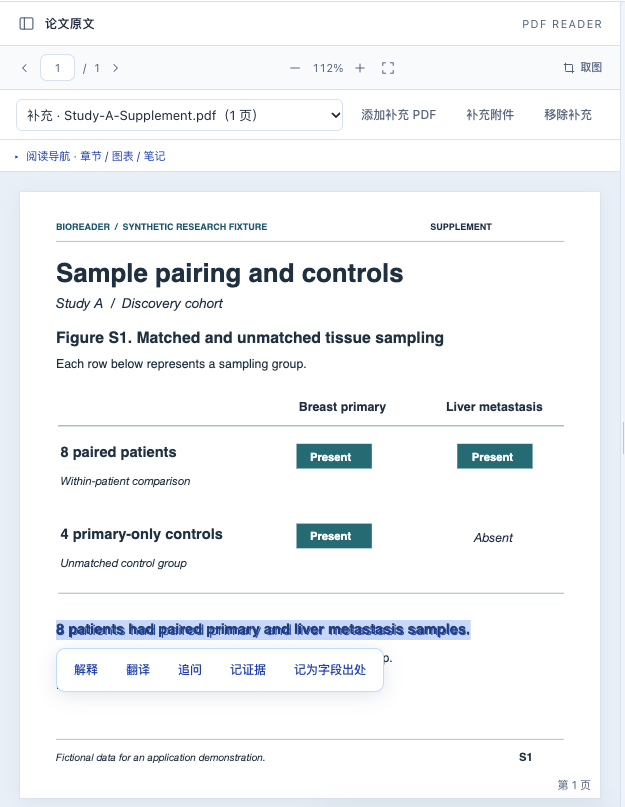 论文原文 PDF READER
1 / 1 112% 取图
补充 · Study-A-Supplement.pdf (1 页) 添加补充 PDF 补充附件 移除补充
阅读导航 · 章节 / 图表 / 笔记
BIOREADER / SYNTHETIC RESEARCH FIXTURE SUPPLEMENT
Sample pairing and controls
Study A / Discovery cohort
Figure S1. Matched and unmatched tissue sampling
Each row below represents a sampling group.
Breast primary Liver metastasis
8 paired patients Present Present
Within-patient comparison
4 primary-only controls Present Absent
Unmatched control group
8 patients had paired primary and liver metastasis samples.
p.
解释 翻译 追问 记证据 记为字段出处
Fictional data for an application demonstration. S1
第 1 页